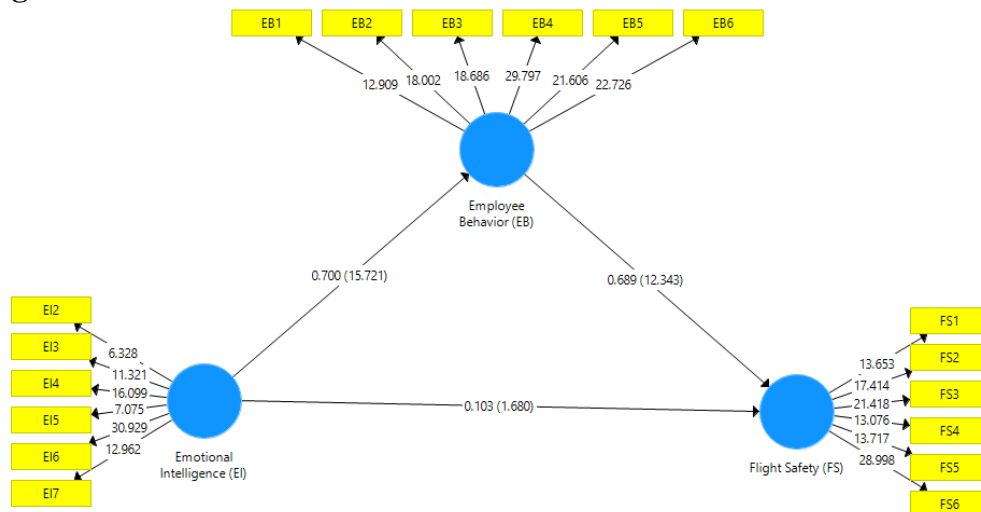 EB1 EB2 EB3 EB4 EB5 EB6
12.909 18.002 18.686 29.797 21.606 22.726
Employee
Behavior (EB)
0.700 (15.721)
0.689 (12.343)
EI2
EI3
EI4
EI5
EI6
EI7
6.328
11.321
16.099
7.075
30.929
12.962
Emotional
Intelligence (EI)
0.103 (1.680)
13.653
17.414
21.418
13.076
13.717
28.998
Flight Safety (FS)
FS1
FS2
FS3
FS4
FS5
FS6